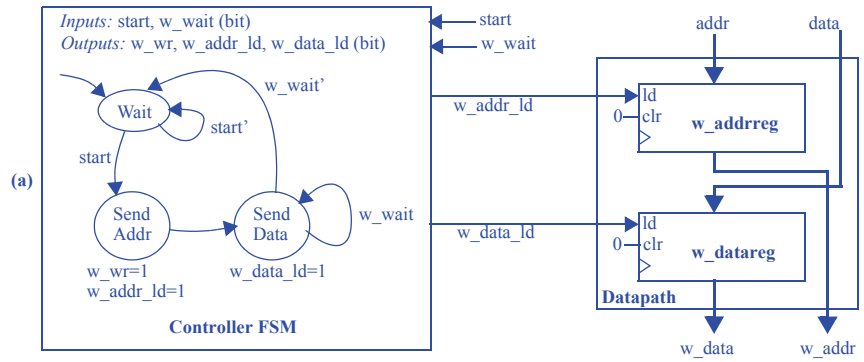 Inputs: start, w_wait (bit)
Outputs: w_wr, w_addr_ld, w_data_ld (bit)
start
w_wait
addr
data
w_wait’
Wait
start’
start
(a)
Send
Addr
Send
Data
w_wait
w_wr=1
w_addr_ld=1
w_data_ld=1
Controller FSM
w_addr_ld
ld
0
clr
w_addrreg
w_data_ld
ld
0
clr
w_datareg
Datapath
w_data
w_addr